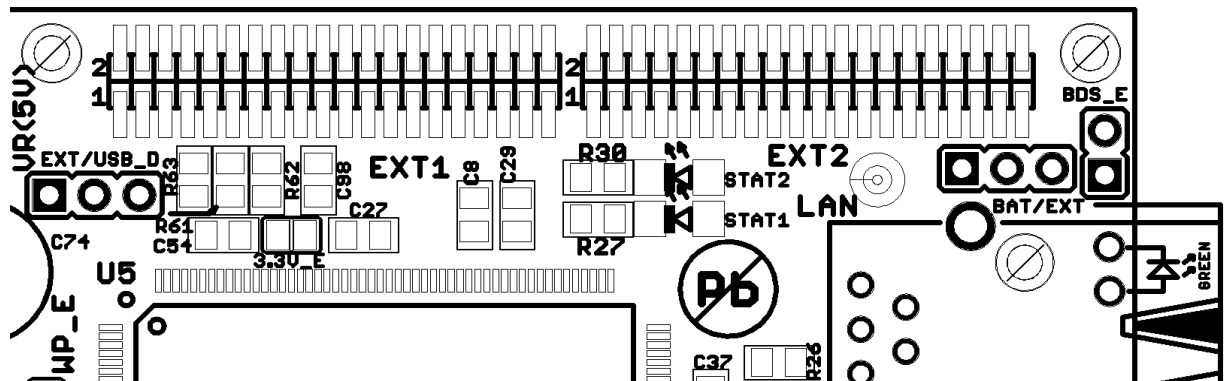 2
2
1
1
BDS_E
VR(5V)
EXT/USB_D
R63
R62
C98
EXT1
C8
C29
R30
EXT2
STAT2
LAN
BAT/EXT
R61
C27
STAT1
C74
C54
R27
3.3V_E
U5
Pb
GREEN
WP_E
C37
R26